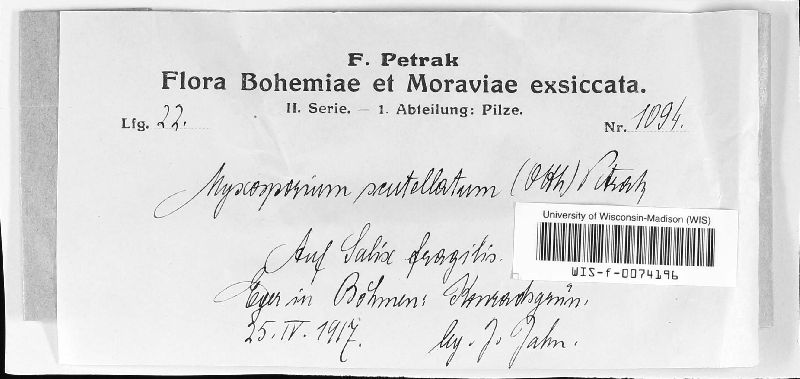 F. Petrak
Flora Bohemiae et Moraviae exsiccata.
II. Serie. — 1. Abteilung: Pilze.
Lfg. 22.
Nr. 1094.
Myxosporium scutellatum (Otth) Petrak
University of Wisconsin-Madison (WIS)
WIS-f-0074196
Auf Salix fragilis.
Eger in Böhmen: Konradsgrün.
25. IV. 1917.
leg. J. Jahn.